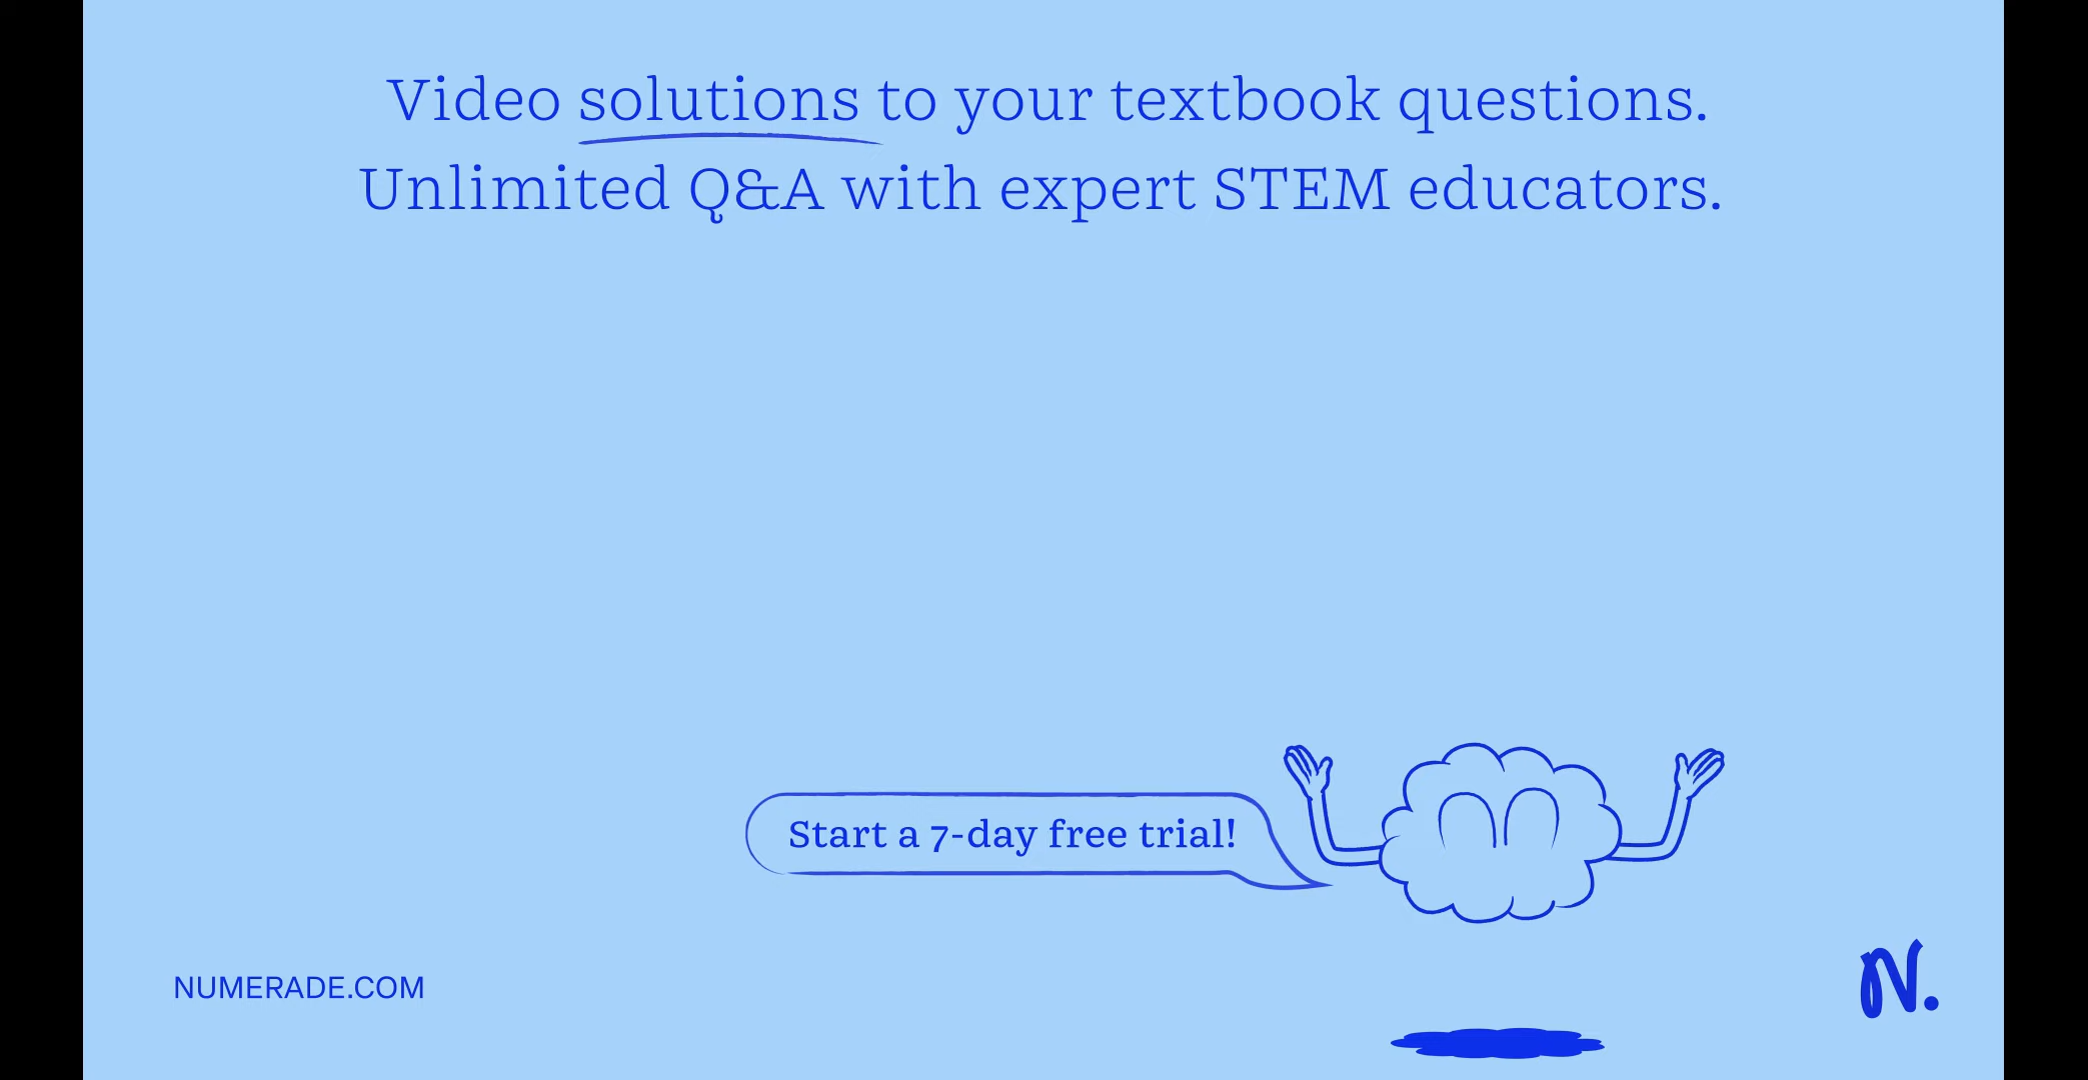 Video solutions to your textbook questions.
Unlimited Q&A with expert STEM educators.
Start a 7-day free trial!
NUMERADE.COM
N.